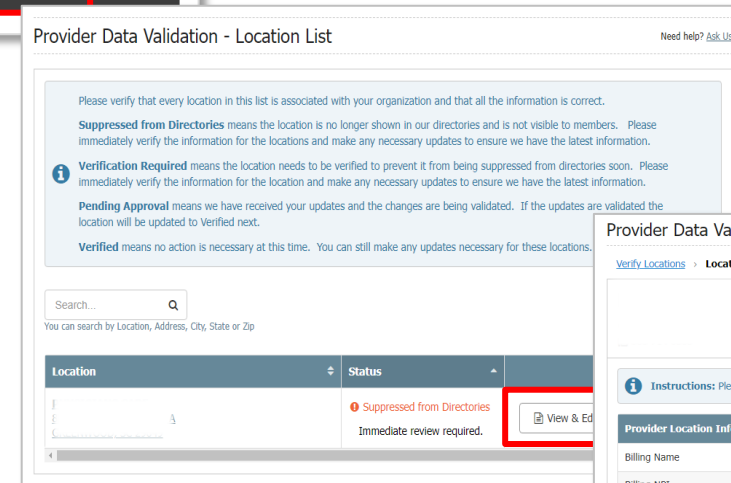 Provider Data Validation - Location List
Need help? Ask Us
Please verify that every location in this list is associated with your organization and that all the information is correct.
Suppressed from Directories means the location is no longer shown in our directories and is not visible to members. Please
immediately verify the information for the locations and make any necessary updates to ensure we have the latest information.
Verification Required means the location needs to be verified to prevent it from being suppressed from directories soon. Please
immediately verify the information for the location and make any necessary updates to ensure we have the latest information.
Pending Approval means we have received your updates and the changes are being validated. If the updates are validated the
location will be updated to Verified next.
Verified means no action is necessary at this time. You can still make any updates necessary for these locations.
Search...
You can search by Location, Address, City, State or Zip
Location
Status
Suppressed from Directories
Immediate review required.
View & Ed
Provider Data Va
Verify Locations › Locat
Instructions: Ple
Provider Location Inf
Billing Name